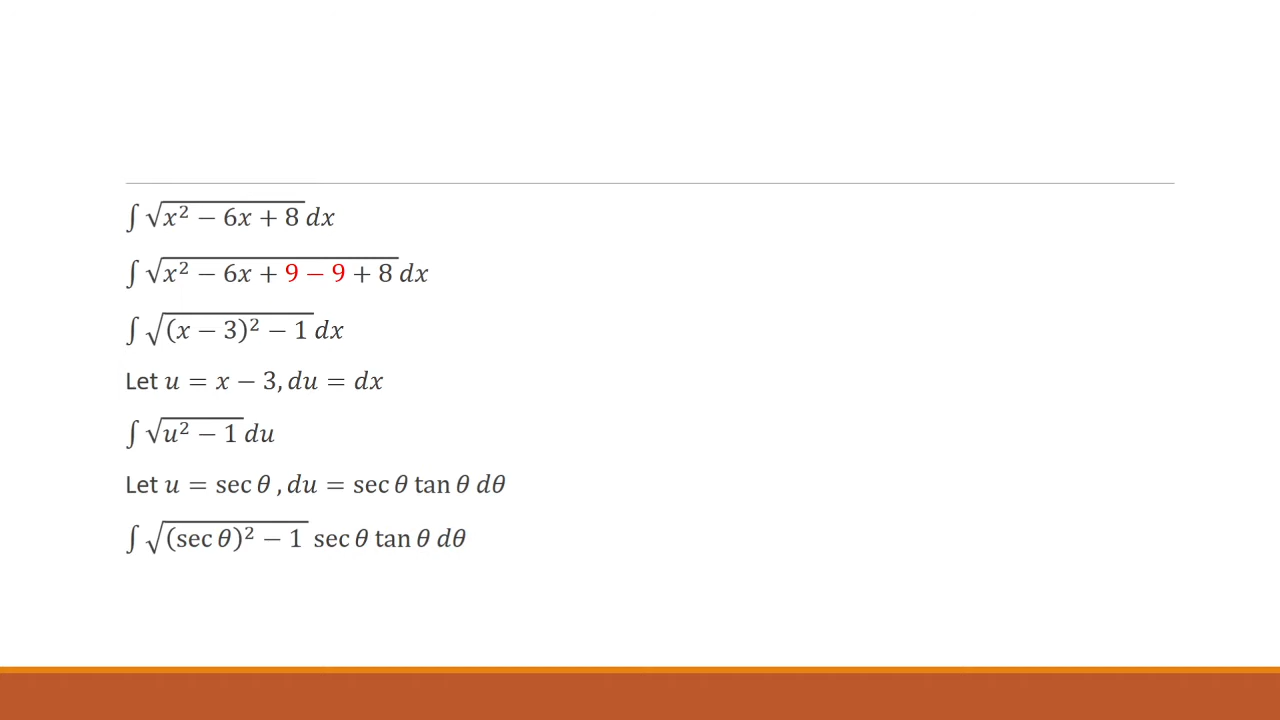 ∫ √(x² − 6x + 8) dx
∫ √(x² − 6x + 9 − 9 + 8) dx
∫ √((x − 3)² − 1) dx
Let u = x − 3, du = dx
∫ √(u² − 1) du
Let u = sec θ , du = sec θ tan θ dθ
∫ √((sec θ)² − 1) sec θ tan θ dθ